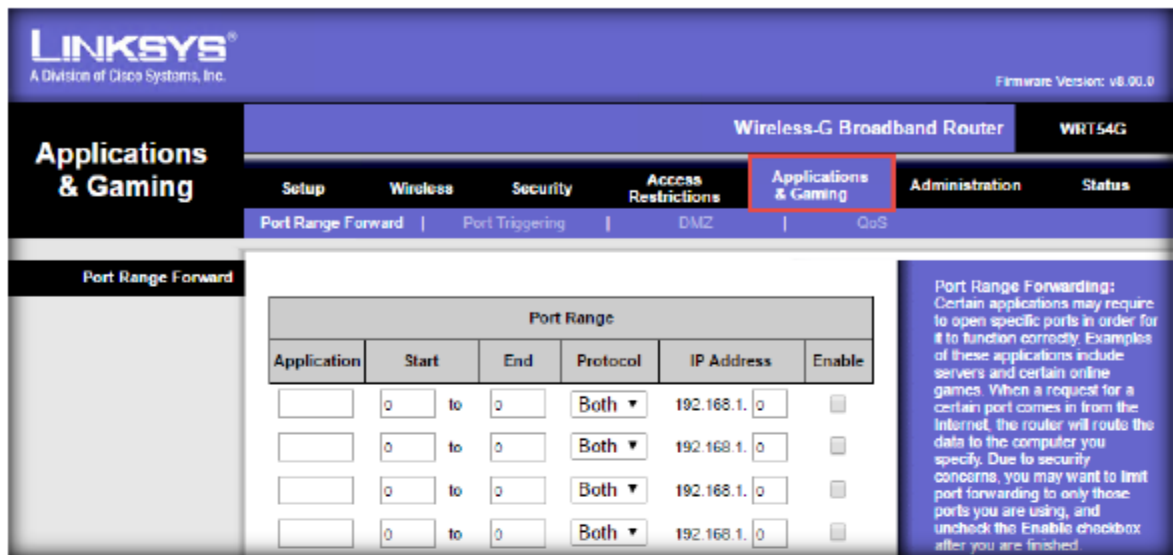 LINKSYS®
A Division of Cisco Systems, Inc.
Firmware Version: v8.00.0
Applications
& Gaming
Wireless-G Broadband Router
WRT54G
Setup
Wireless
Security
Access
Restrictions
Applications
& Gaming
Administration
Status
Port Range Forward |
Port Triggering |
DMZ |
QoS
Port Range Forward
Port Range
Application
Start
End
Protocol
IP Address
Enable
0 to 0 Both 192.168.1. 0
0 to 0 Both 192.168.1. 0
0 to 0 Both 192.168.1. 0
0 to 0 Both 192.168.1. 0
Port Range Forwarding:
Certain applications may require
to open specific ports in order for
it to function correctly. Examples
of these applications include
servers and certain online
games. When a request for a
certain port comes in from the
Internet, the router will route the
data to the computer you
specify. Due to security
concerns, you may want to limit
port forwarding to only those
ports you are using, and
uncheck the Enable checkbox
after you are finished.